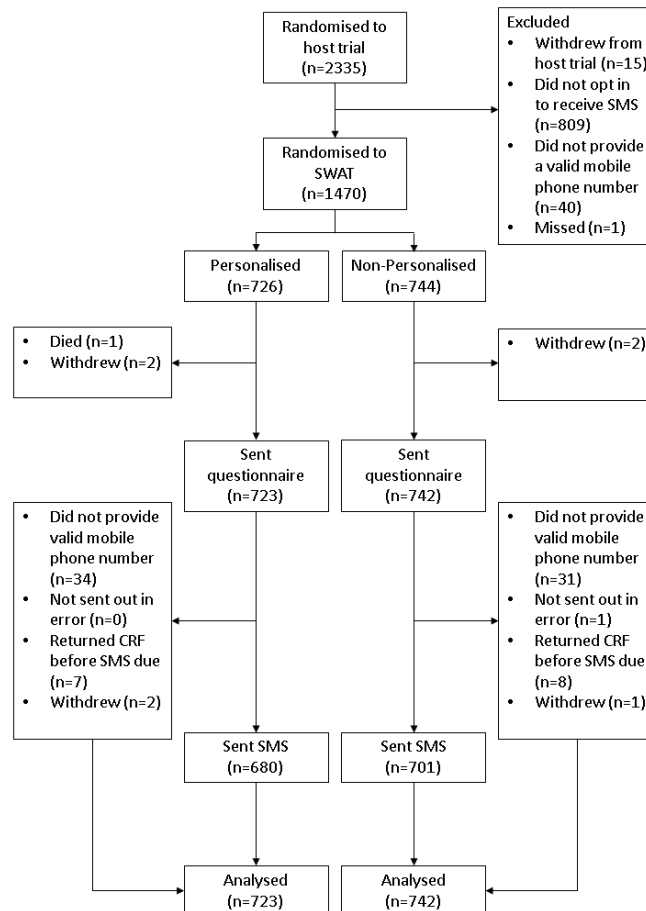 Randomised to
host trial
(n=2335)
Excluded
• Withdrew from
host trial (n=15)
• Did not opt in
to receive SMS
(n=809)
• Did not provide
a valid mobile
phone number
(n=40)
• Missed (n=1)
Randomised to
SWAT
(n=1470)
Personalised
(n=726)
Non-Personalised
(n=744)
• Died (n=1)
• Withdrew (n=2)
• Withdrew (n=2)
Sent
questionnaire
(n=723)
Sent
questionnaire
(n=742)
• Did not provide
valid mobile
phone number
(n=34)
• Not sent out in
error (n=0)
• Returned CRF
before SMS due
(n=7)
• Withdrew (n=2)
• Did not provide
valid mobile
phone number
(n=31)
• Not sent out in
error (n=1)
• Returned CRF
before SMS due
(n=8)
• Withdrew (n=1)
Sent SMS
(n=680)
Sent SMS
(n=701)
Analysed
(n=723)
Analysed
(n=742)